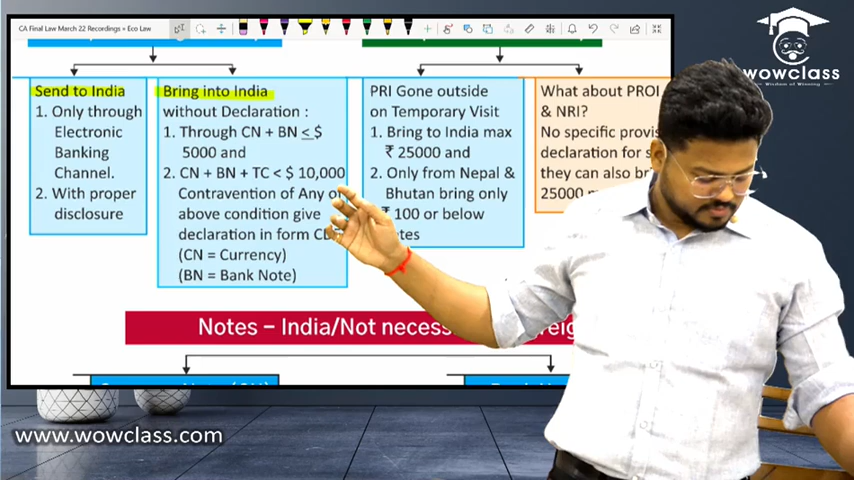 CA Final Law March 22 Recordings + Eco Law
wowclass
Wisdom of Winning
Send to India
1. Only through
Electronic
Banking
Channel.
2. With proper
disclosure
Bring into India
without Declaration :
1. Through CN + BN ≤ $
5000 and
2. CN + BN + TC < $ 10,000
Contravention of Any of
above condition give
declaration in form
(CN = Currency)
(BN = Bank Note)
PRI Gone outside
on Temporary Visit
1. Bring to India max
₹ 25000 and
2. Only from Nepal &
Bhutan bring only
₹ 100 or below
What about PROI
& NRI?
No specific
declaration for
they can also
25000
Notes – India/Not
www.wowclass.com